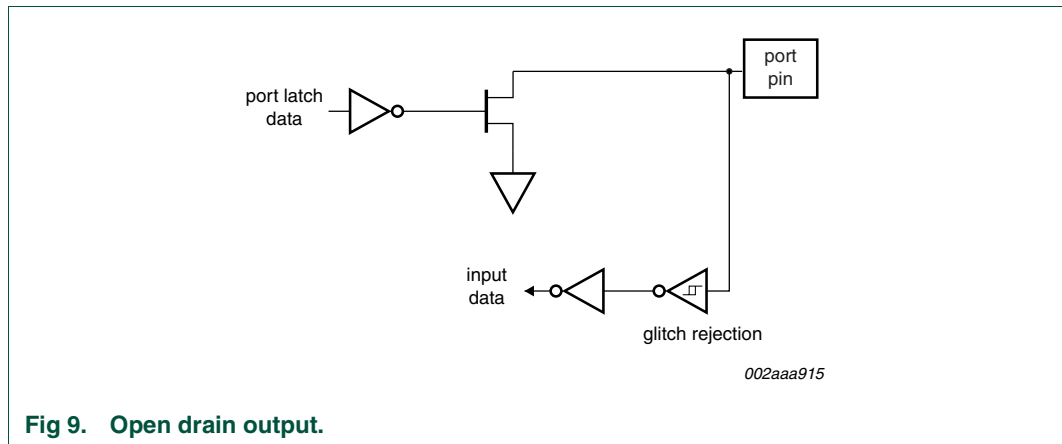 port
pin
port latch
data
input
data
glitch rejection
002aaa915
Fig 9. Open drain output.